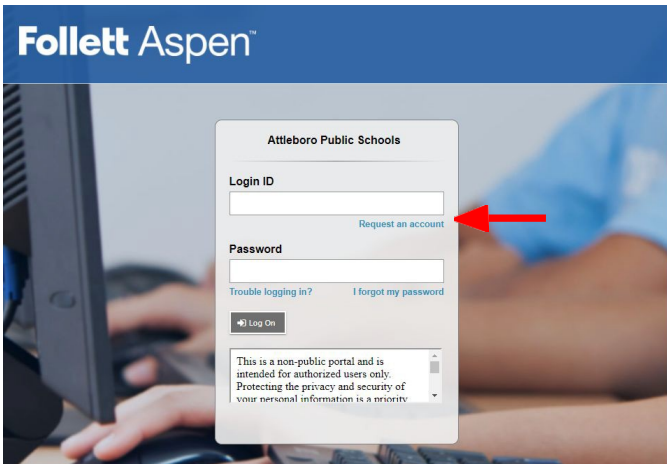 Follett Aspen™
Attleboro Public Schools
Login ID
Request an account
Password
Trouble logging in? I forgot my password
Log On
This is a non-public portal and is
intended for authorized users only.
Protecting the privacy and security of
your personal information is a priority